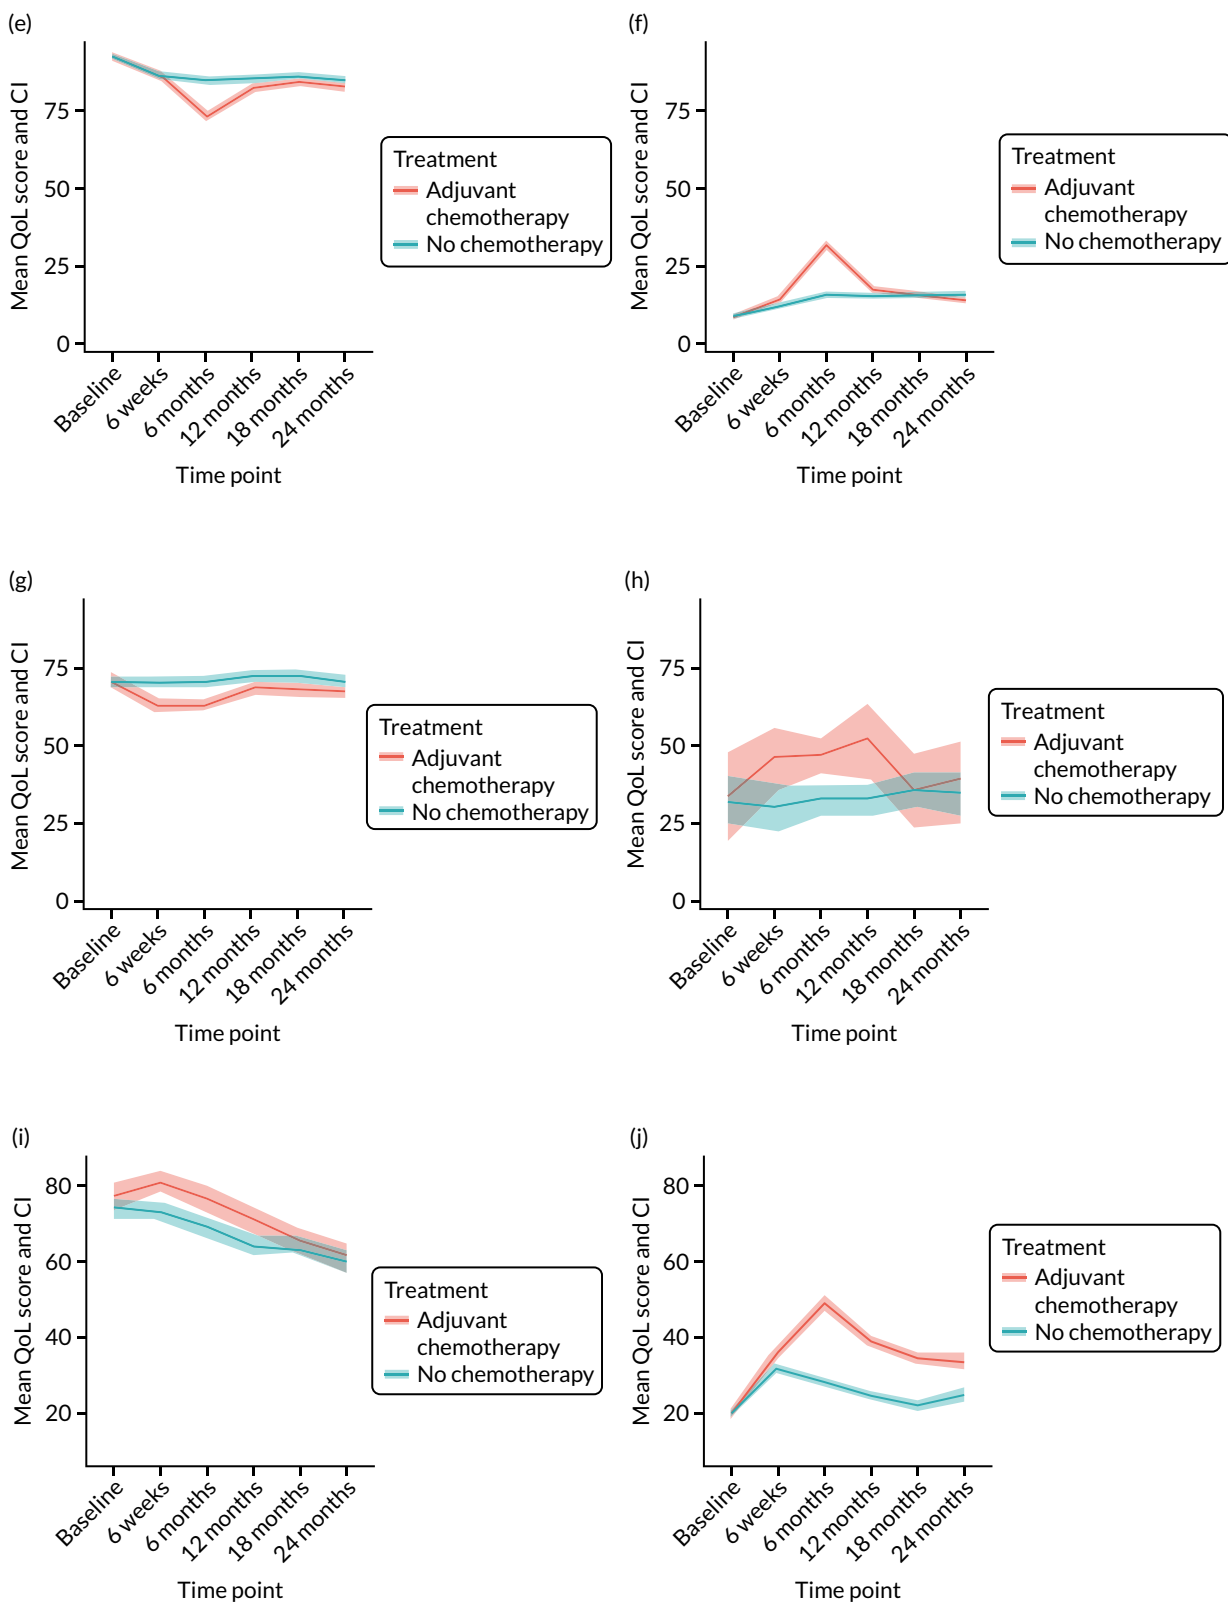 (e)
Mean QoL score and CI
75
50
25
0
Baseline
6 weeks
6 months
12 months
18 months
24 months
Time point
Treatment
Adjuvant
chemotherapy
No chemotherapy
(f)
Mean QoL score and CI
75
50
25
0
Baseline
6 weeks
6 months
12 months
18 months
24 months
Time point
Treatment
Adjuvant
chemotherapy
No chemotherapy
(g)
Mean QoL score and CI
75
50
25
0
Baseline
6 weeks
6 months
12 months
18 months
24 months
Time point
Treatment
Adjuvant
chemotherapy
No chemotherapy
(h)
Mean QoL score and CI
75
50
25
0
Baseline
6 weeks
6 months
12 months
18 months
24 months
Time point
Treatment
Adjuvant
chemotherapy
No chemotherapy
(i)
Mean QoL score and CI
80
60
40
20
Baseline
6 weeks
6 months
12 months
18 months
24 months
Time point
Treatment
Adjuvant
chemotherapy
No chemotherapy
(j)
Mean QoL score and CI
80
60
40
20
Baseline
6 weeks
6 months
12 months
18 months
24 months
Time point
Treatment
Adjuvant
chemotherapy
No chemotherapy